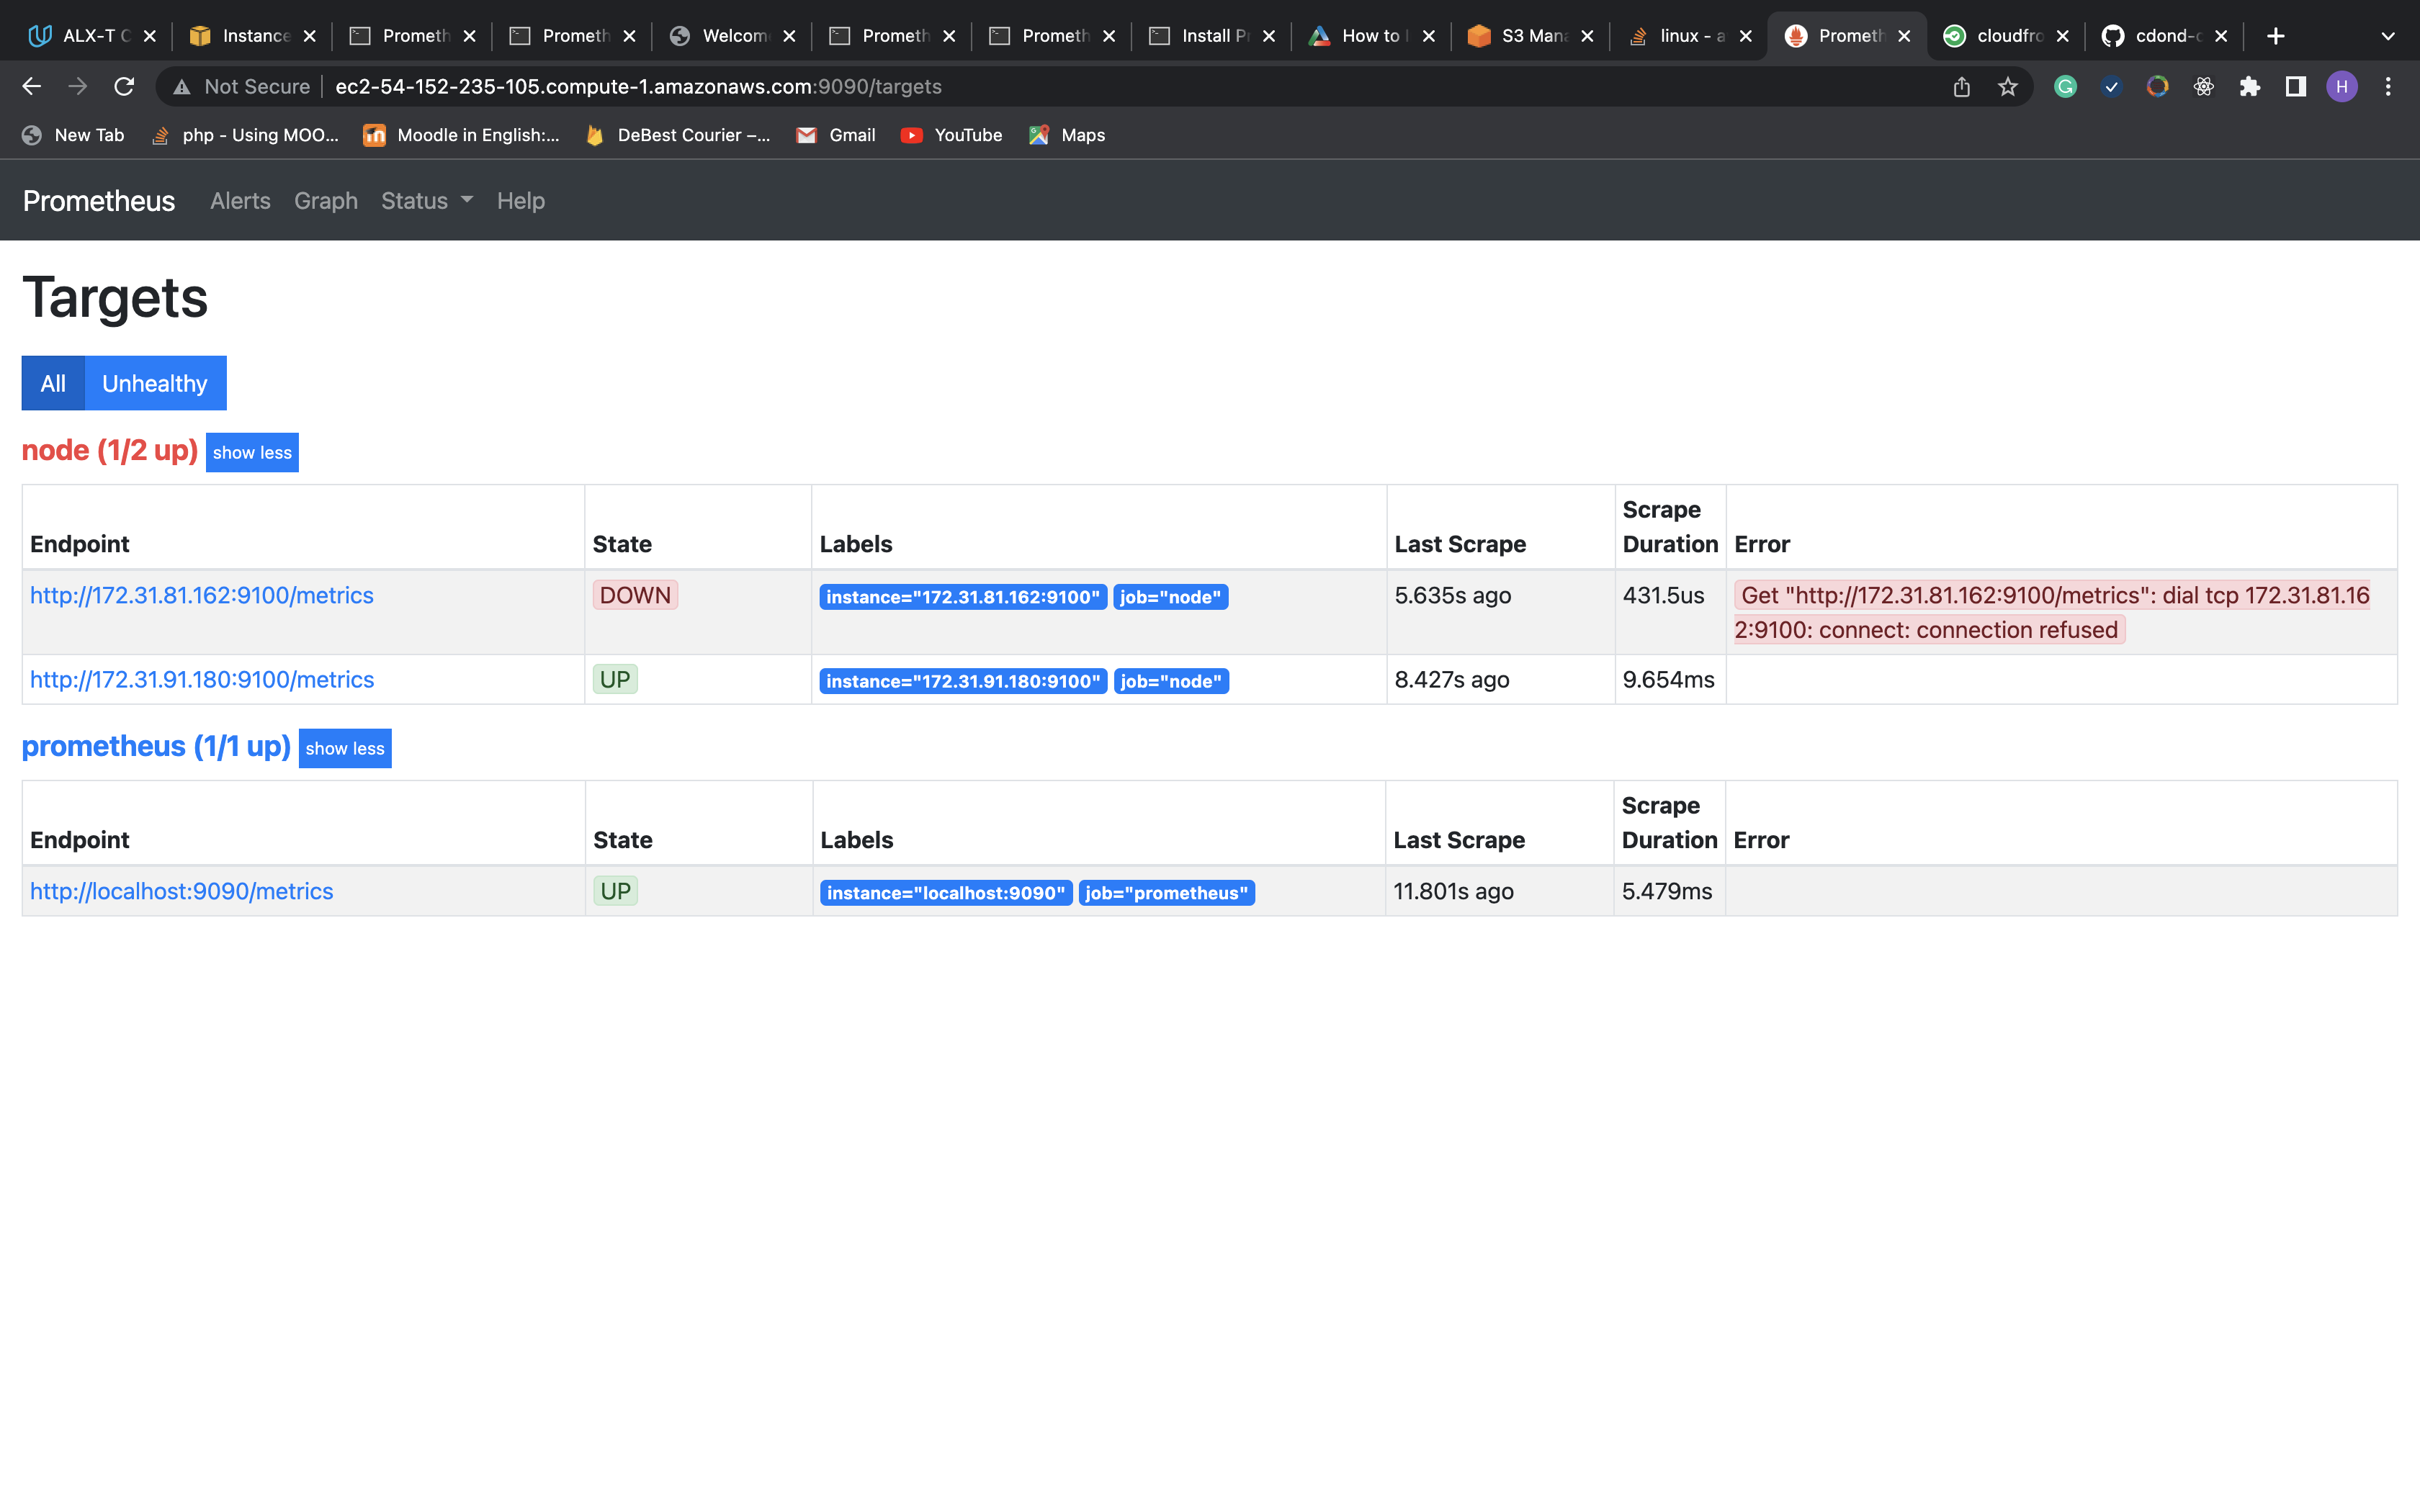 ALX-T C Instance Prometh Prometh Welcom Prometh Prometh Install Pr How to S3 Mana linux - a Prometh cloudfro cdond-c
Not Secure ec2-54-152-235-105.compute-1.amazonaws.com:9090/targets H
New Tab php - Using MOO... Moodle in English:... DeBest Courier –... Gmail YouTube Maps
Prometheus Alerts Graph Status Help
Targets
All Unhealthy
node (1/2 up) show less
Endpoint State Labels Last Scrape Scrape Duration Error
http://172.31.81.162:9100/metrics DOWN instance="172.31.81.162:9100" job="node" 5.635s ago 431.5us Get "http://172.31.81.162:9100/metrics": dial tcp 172.31.81.16
2:9100: connect: connection refused
http://172.31.91.180:9100/metrics UP instance="172.31.91.180:9100" job="node" 8.427s ago 9.654ms
prometheus (1/1 up) show less
Endpoint State Labels Last Scrape Scrape Duration Error
http://localhost:9090/metrics UP instance="localhost:9090" job="prometheus" 11.801s ago 5.479ms